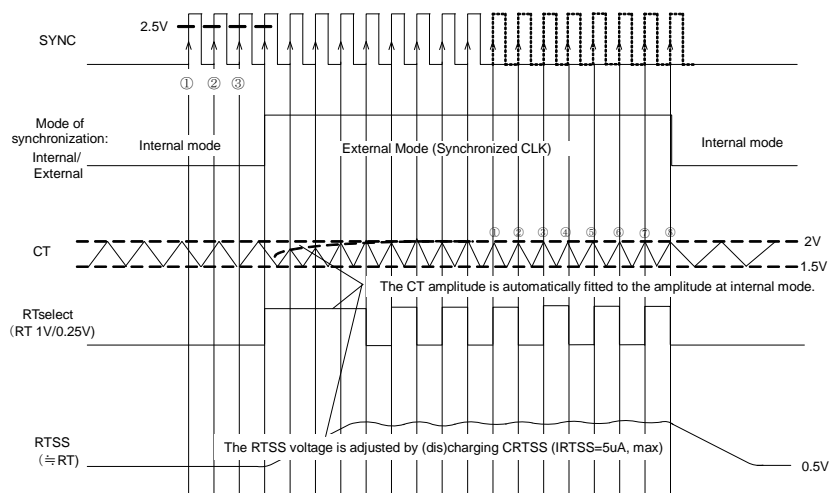 2.5V
SYNC
① ② ③
Mode of
synchronization:
Internal/
External
Internal mode
External Mode (Synchronized CLK)
Internal mode
① ② ③ ④ ⑤ ⑥ ⑦ ⑧
CT
2V
1.5V
The CT amplitude is automatically fitted to the amplitude at internal mode.
RTselect
(RT 1V/0.25V)
The RTSS voltage is adjusted by (dis)charging CRTSS (IRTSS=5uA, max)
RTSS
(≒RT)
0.5V